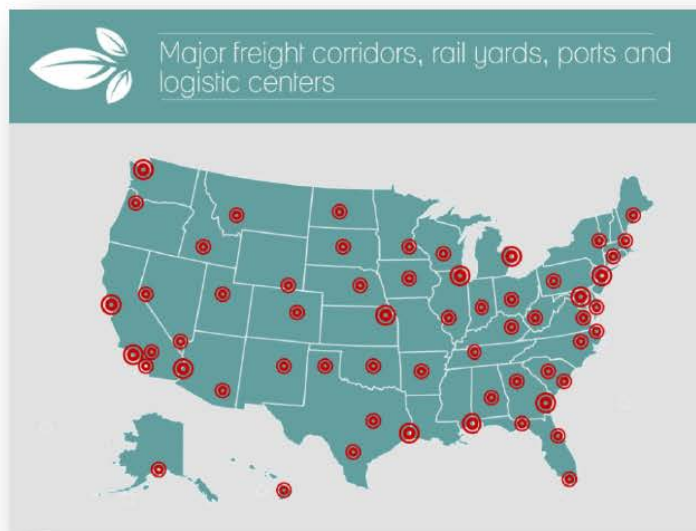 Major freight corridors, rail yards, ports and
logistic centers